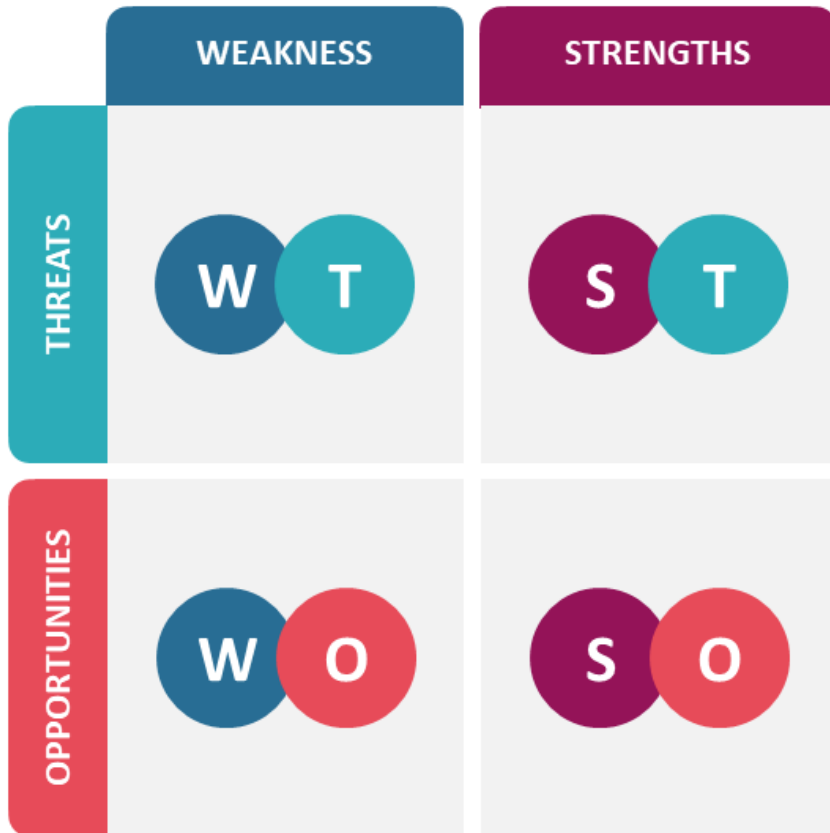 WEAKNESS
STRENGTHS
THREATS
W T
S T
OPPORTUNITIES
W O
S O